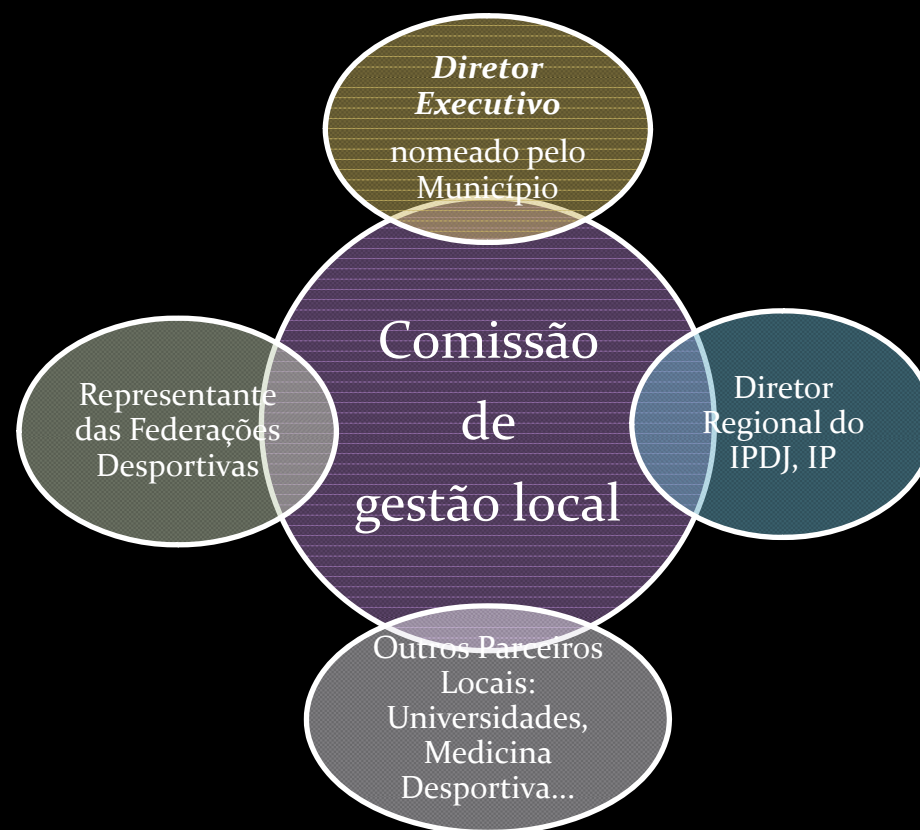 Diretor
Executivo
nomeado pelo
Município
Comissão
de
gestão local
Representante
das Federações
Desportivas
Diretor
Regional do
IPDJ, IP
Outros Parceiros
Locais:
Universidades,
Medicina
Desportiva...